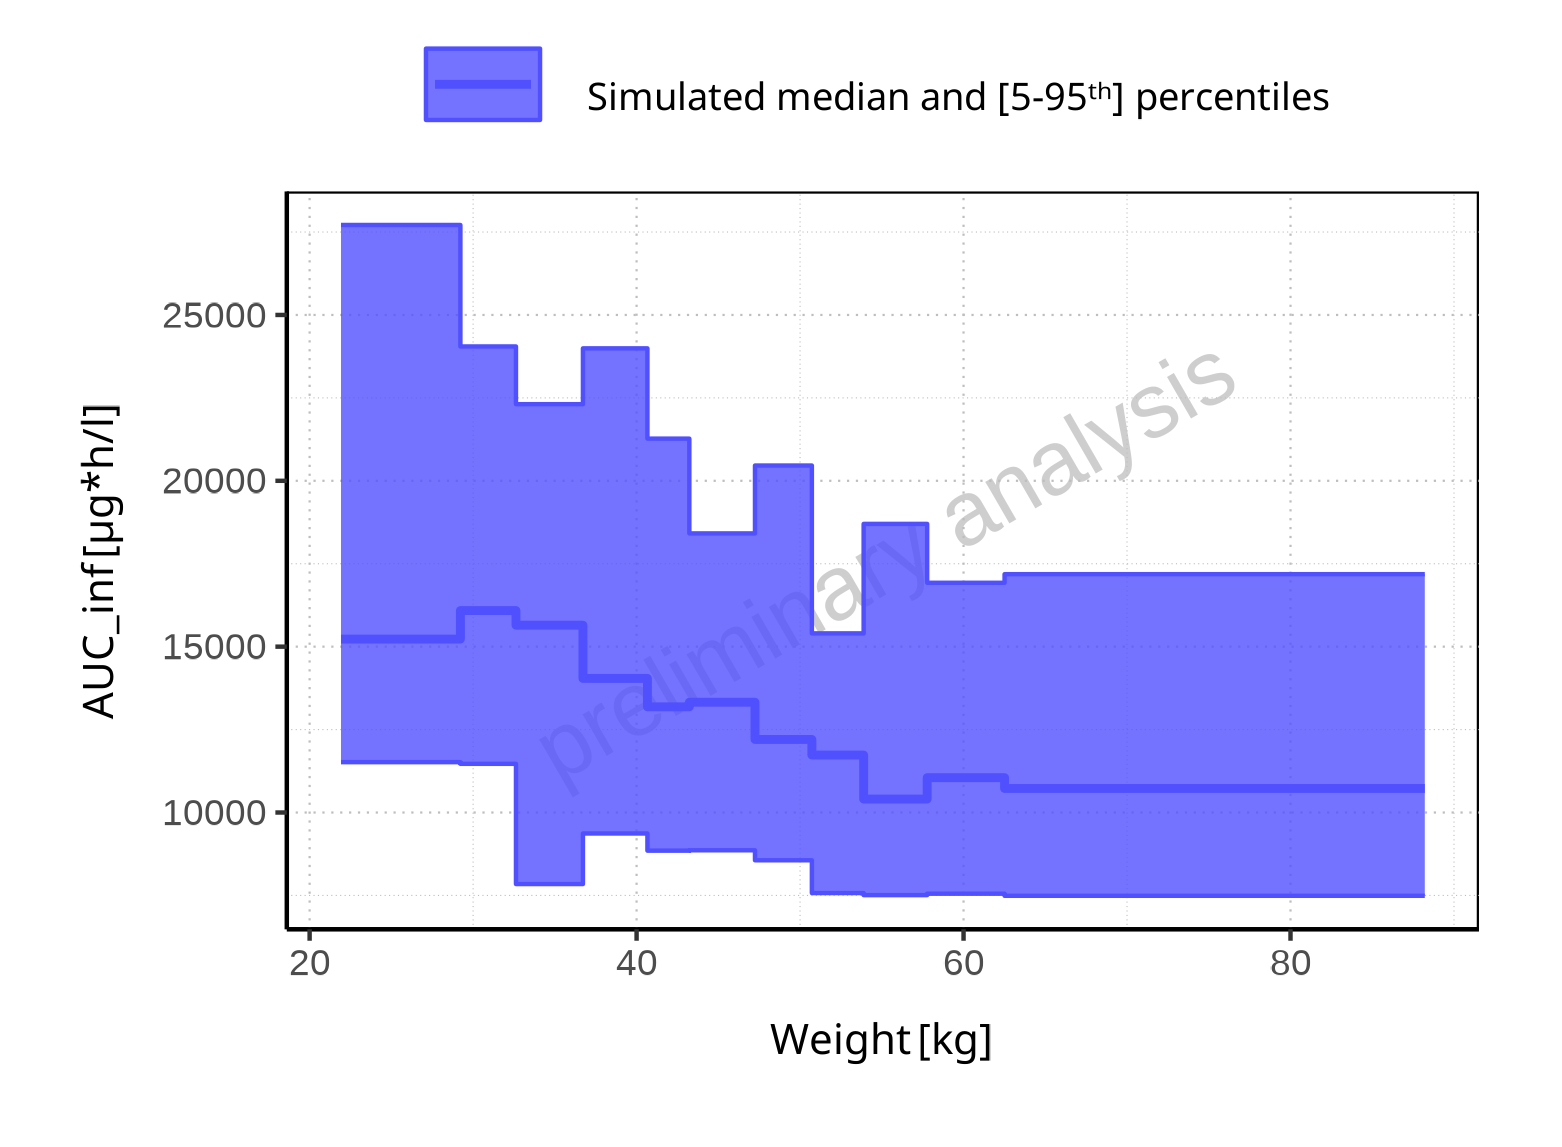 Simulated median and [5-95ᵗʰ] percentiles
AUC_inf [µg*h/l]
25000
20000
15000
10000
preliminary analysis
20 40 60 80
Weight [kg]